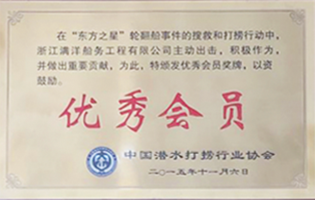 在“东方之星”轮翻船事件的搜救和打捞行动中，
浙江满洋船务工程有限公司主动出击，积极作为，
并做出重要贡献，为此，特颁发优秀会员奖牌，以资
鼓励。
优秀会员
中国潜水打捞行业协会
二〇一五年十一月六日